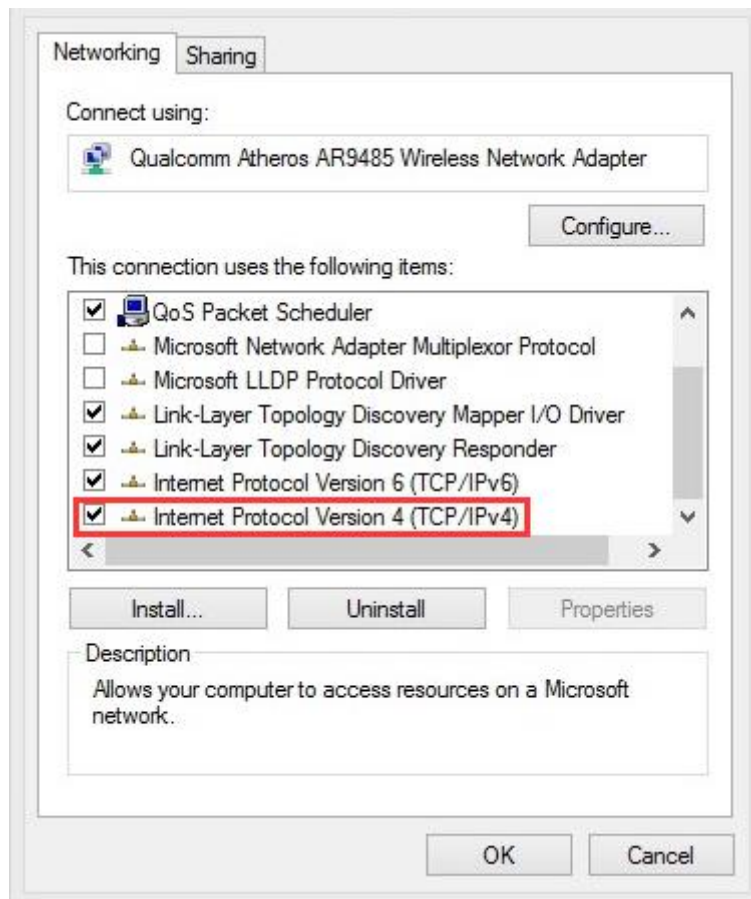 Networking Sharing
Connect using:
Qualcomm Atheros AR9485 Wireless Network Adapter
Configure...
This connection uses the following items:
QoS Packet Scheduler
Microsoft Network Adapter Multiplexor Protocol
Microsoft LLDP Protocol Driver
Link-Layer Topology Discovery Mapper I/O Driver
Link-Layer Topology Discovery Responder
Internet Protocol Version 6 (TCP/IPv6)
Internet Protocol Version 4 (TCP/IPv4)
Install... Uninstall Properties
Description
Allows your computer to access resources on a Microsoft
network.
OK Cancel